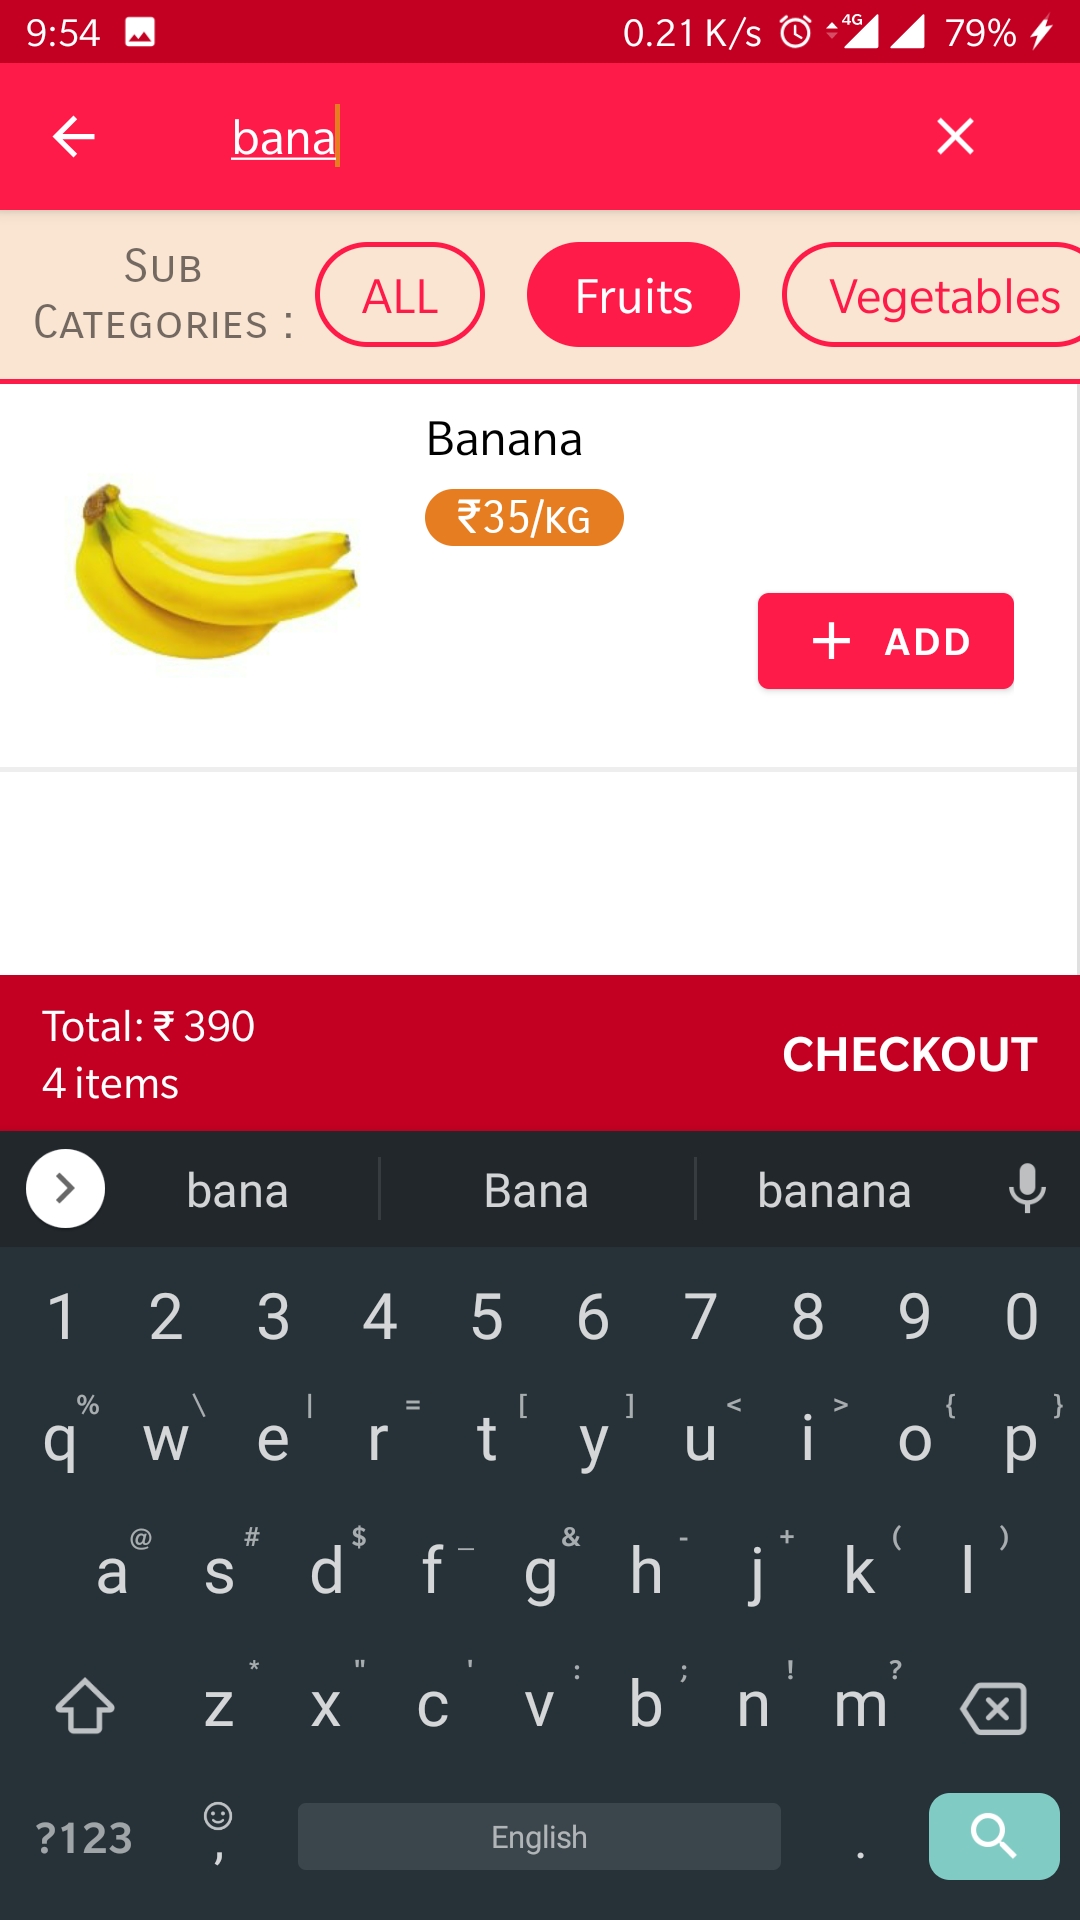 9:54 0.21 K/s 4G 79%
bana
Sub
Categories :
ALL Fruits Vegetables
Banana
₹35/KG
+ ADD
Total: ₹ 390
4 items
CHECKOUT
bana Bana banana
1 2 3 4 5 6 7 8 9 0
% \ | = [ ] < > { }
q w e r t y u i o p
@ # $ _ & - + ( )
a s d f g h j k l
* " ' : ; ! ?
z x c v b n m
?123 , English .